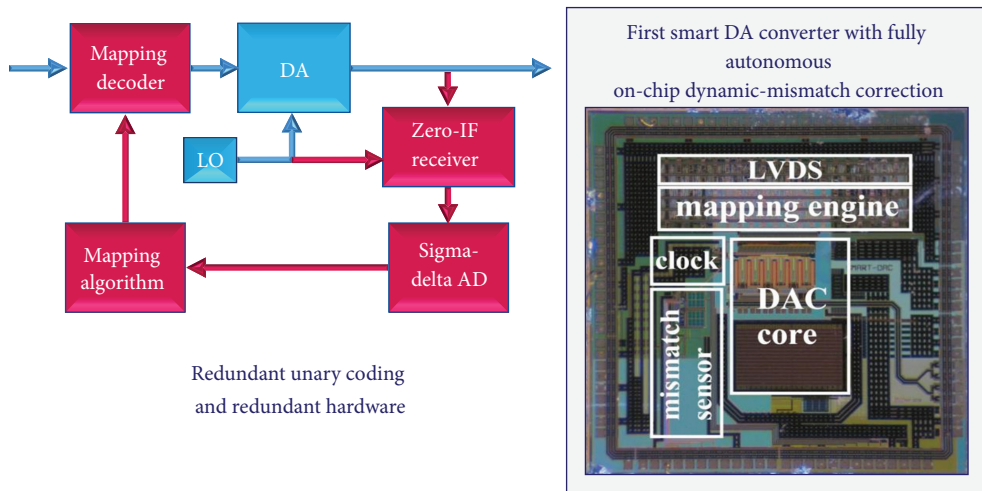 Mapping
decoder
DA
Zero-IF
receiver
LO
Mapping
algorithm
Sigma-
delta AD
Redundant unary coding
and redundant hardware
First smart DA converter with fully
autonomous
on-chip dynamic-mismatch correction
LVDS
mapping engine
clock
DAC
core
mismatch
sensor
MART-DAC